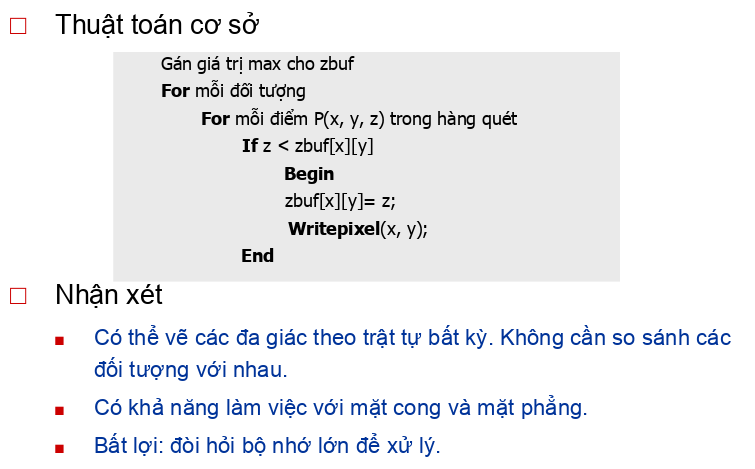 Thuật toán cơ sở
Gán giá trị max cho zbuf
For mỗi đối tượng
For mỗi điểm P(x, y, z) trong hàng quét
If z < zbuf[x][y]
Begin
zbuf[x][y]= z;
Writepixel(x, y);
End
Nhận xét
Có thể vẽ các đa giác theo trật tự bất kỳ. Không cần so sánh các
đối tượng với nhau.
Có khả năng làm việc với mặt cong và mặt phẳng.
Bất lợi: đòi hỏi bộ nhớ lớn để xử lý.